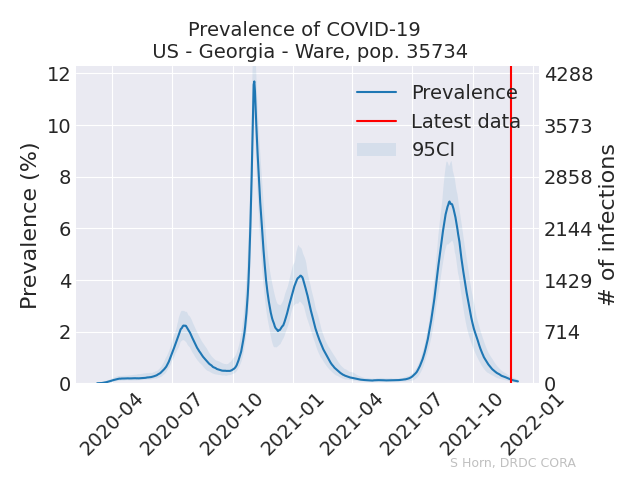 Prevalence of COVID-19
US - Georgia - Ware, pop. 35734
Prevalence (%)
12
10
8
6
4
2
0
Prevalence
Latest data
95CI
4288
3573
2858
2144
1429
714
0
# of infections
2020-04
2020-07
2020-10
2021-01
2021-04
2021-07
2021-10
2022-01
S Horn, DRDC CORA